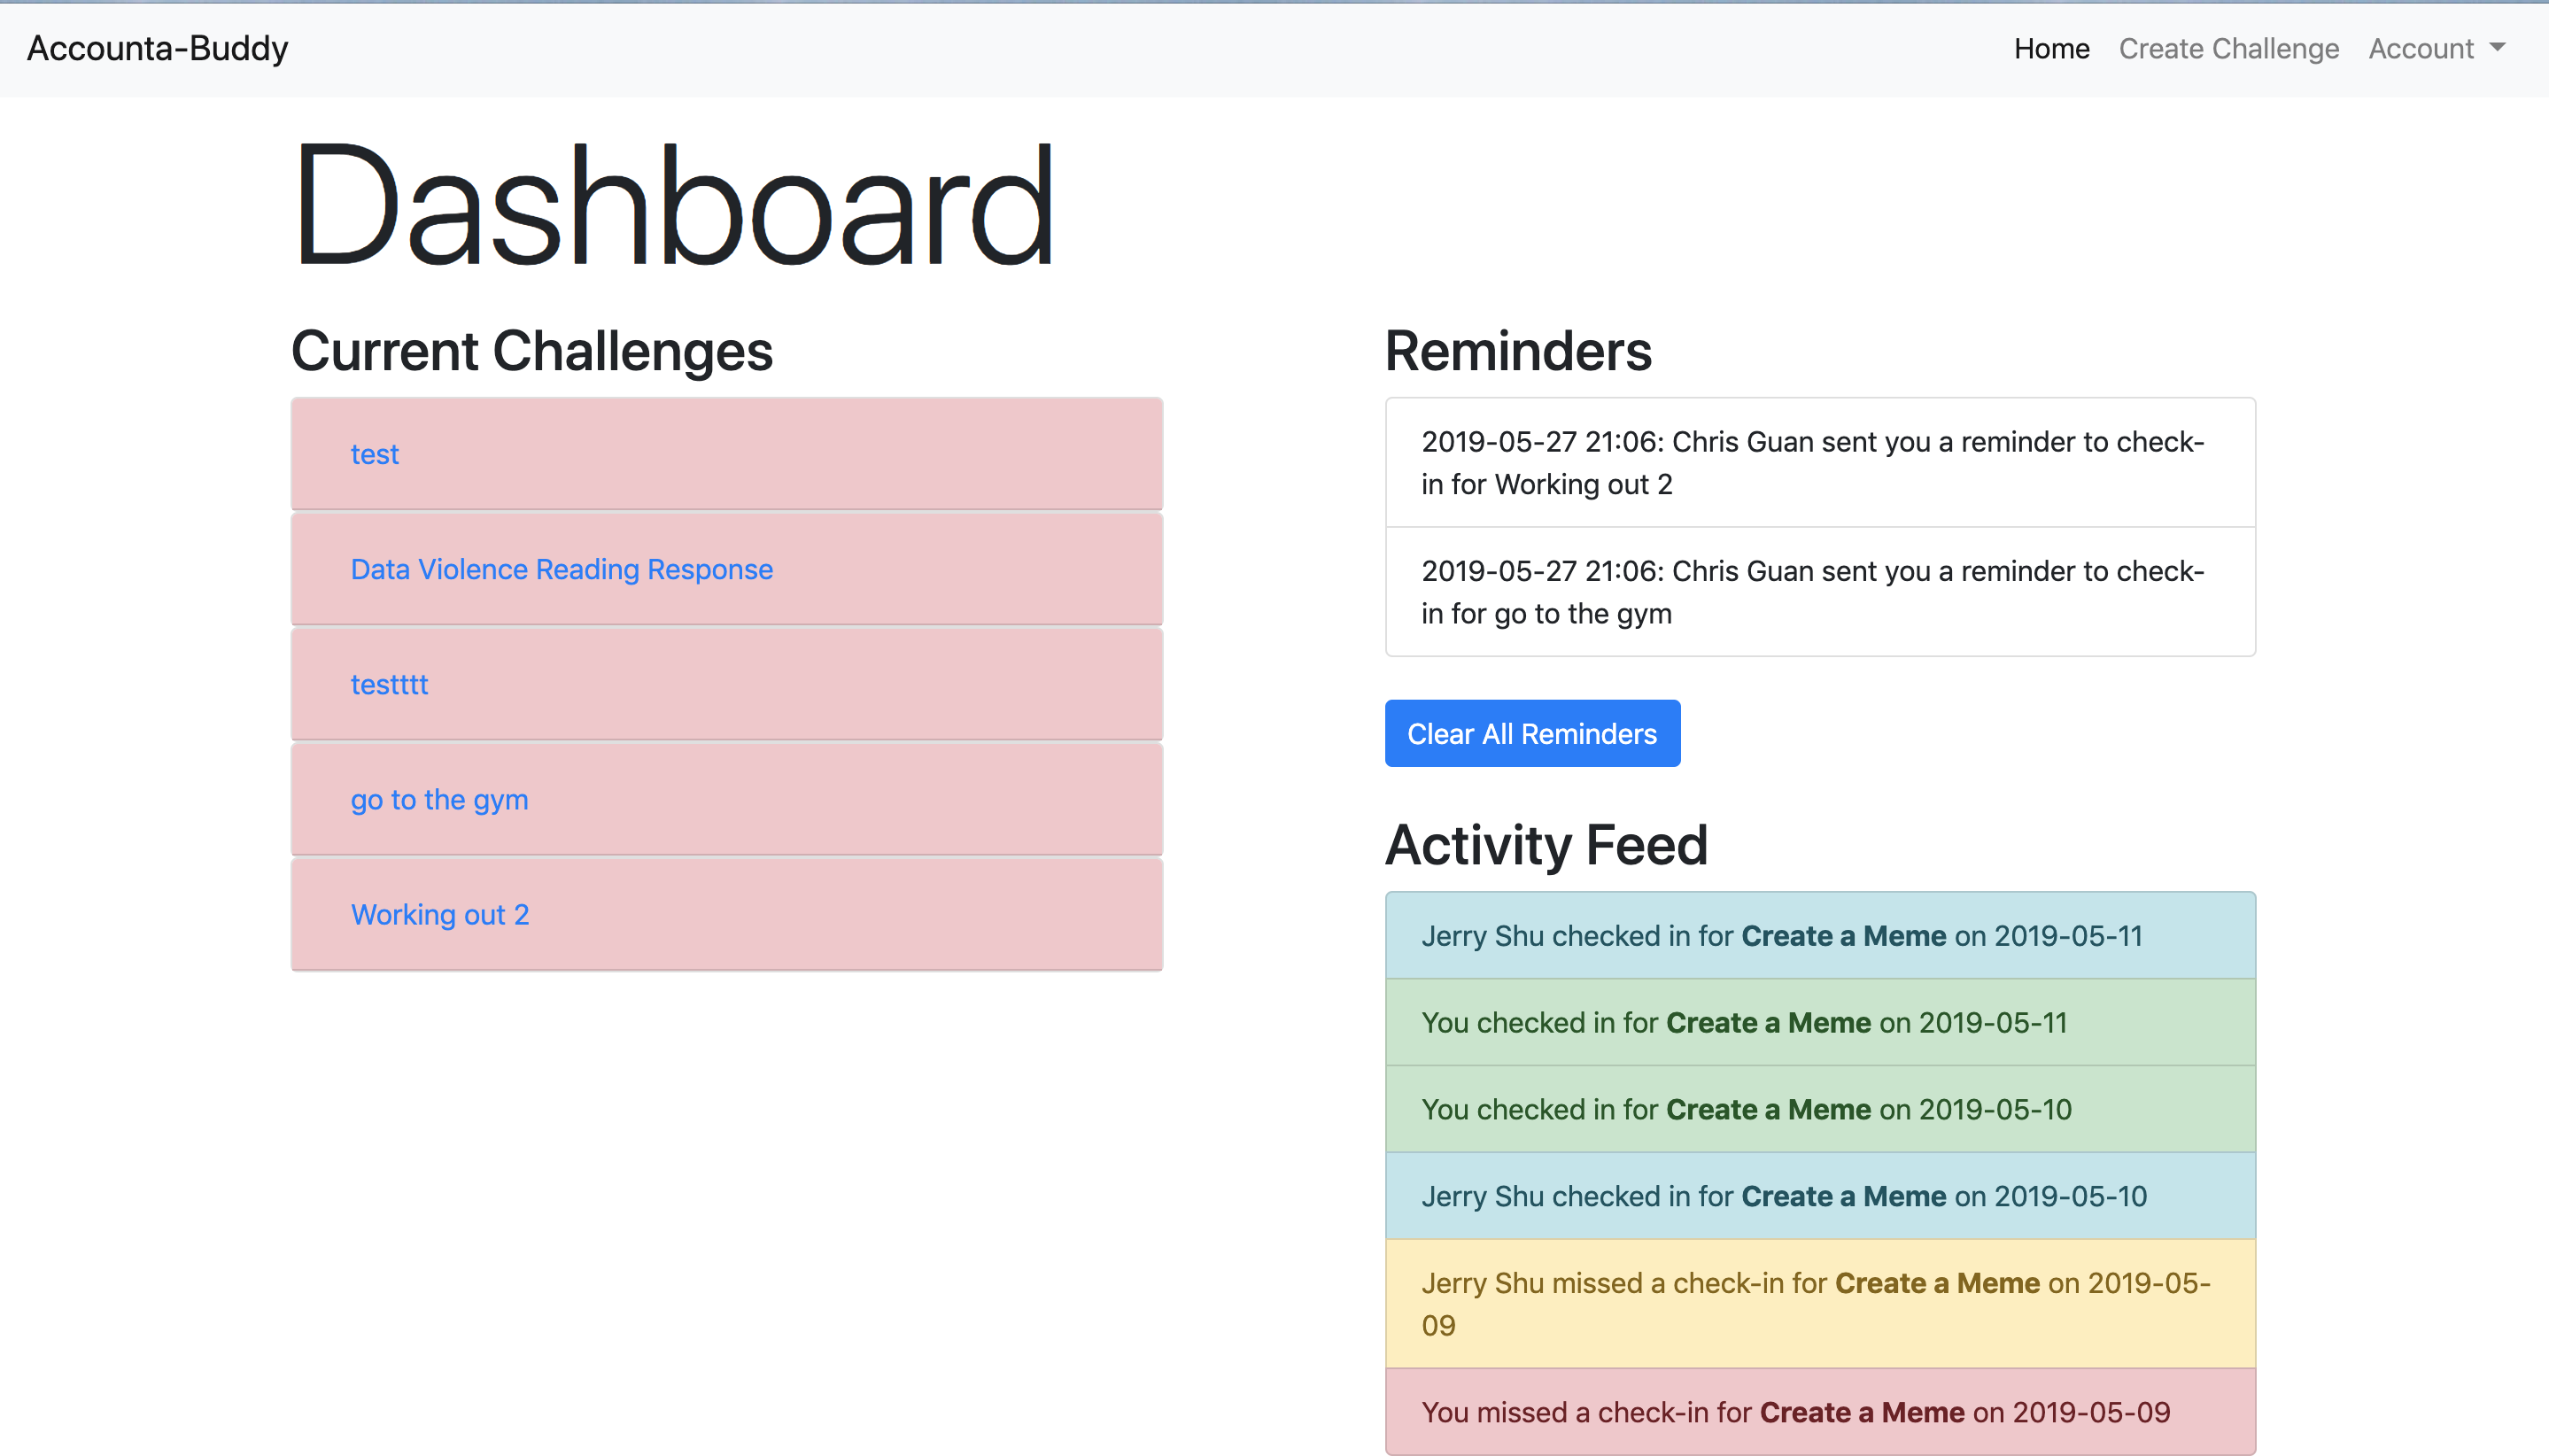 Accounta-Buddy
Home Create Challenge Account
Dashboard
Current Challenges
test
Data Violence Reading Response
testttt
go to the gym
Working out 2
Reminders
2019-05-27 21:06: Chris Guan sent you a reminder to check-
in for Working out 2
2019-05-27 21:06: Chris Guan sent you a reminder to check-
in for go to the gym
Clear All Reminders
Activity Feed
Jerry Shu checked in for Create a Meme on 2019-05-11
You checked in for Create a Meme on 2019-05-11
You checked in for Create a Meme on 2019-05-10
Jerry Shu checked in for Create a Meme on 2019-05-10
Jerry Shu missed a check-in for Create a Meme on 2019-05-
09
You missed a check-in for Create a Meme on 2019-05-09